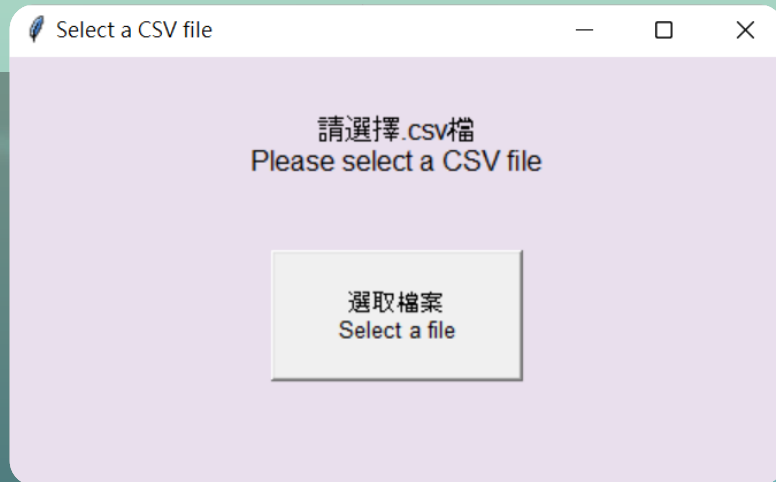 Select a CSV file
請選擇.csv檔
Please select a CSV file
選取檔案
Select a file